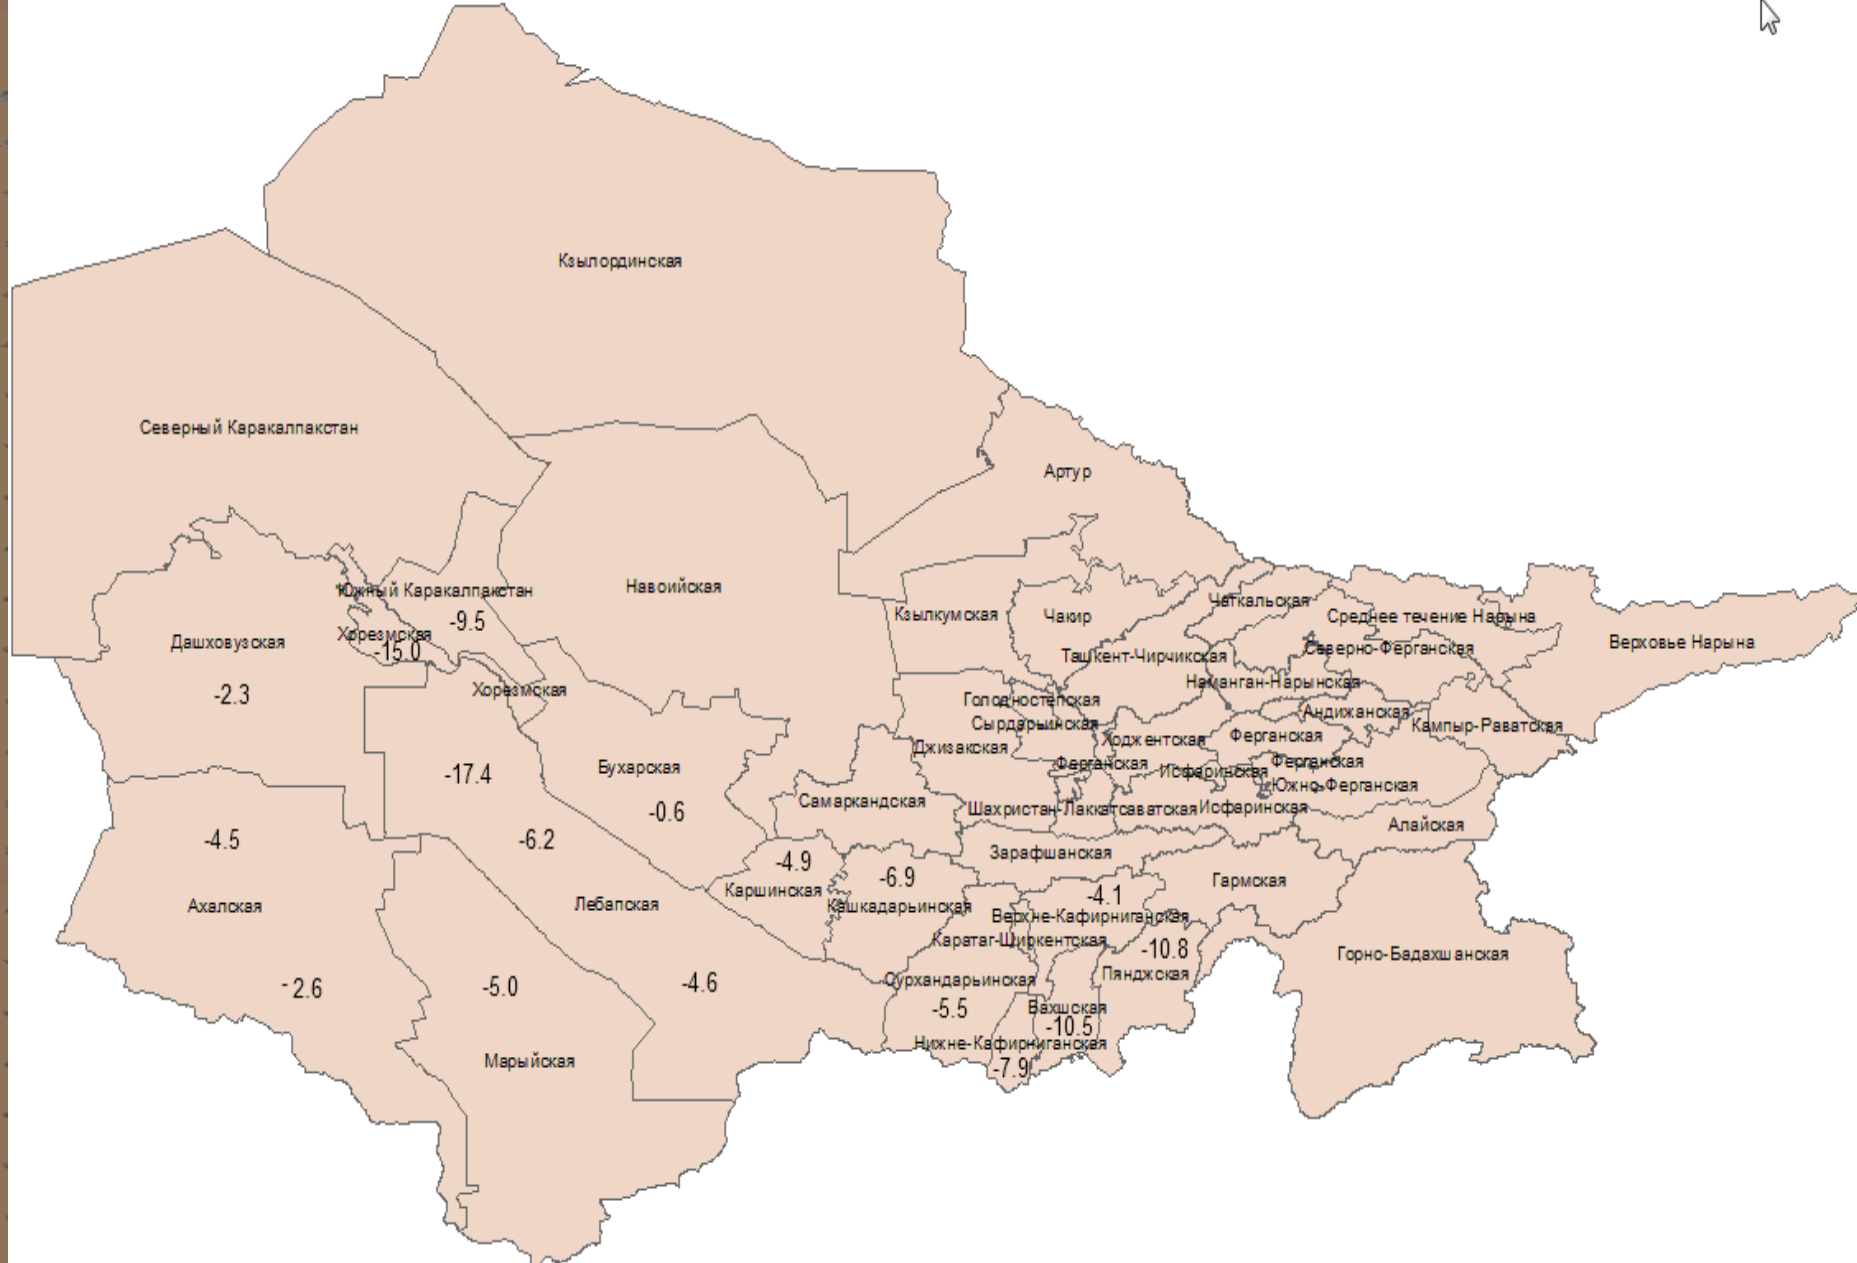 Кзылординская
Северный Каракалпакстан
Артур
Навоийская
Южный Каракалпакстан
-9.5
Хорезмская
-15.0
Дашховузская
-2.3
Кзылкумская
Чакир
Чаткальская
Среднее течение Нарына
Верховье Нарына
Северно-Ферганская
Ташкент-Чирчикская
Наманган-Нарынская
Хорезмская
Голодностепская
Сырдарьинская
Андижанская
Кампыр-Раватская
Джизакская
Ходжентская
Ферганская
Ферганская
Исфаринская
Ферганская
Южно-Ферганская
-17.4
Бухарская
-0.6
Самаркандская
Шахристан-Лаккатсаватская
Исфаринская
Алайская
-4.5
-6.2
-4.9
Каршинская
-6.9
Кашкадарьинская
Зарафшанская
Гармская
-4.1
Верхне-Кафирниганская
Ахалская
Лебапская
Каратаг-Ширкентская
-10.8
Пянджская
Горно-Бадахшанская
-2.6
-5.0
-4.6
Сурхандарьинская
-5.5
Вахшская
-10.5
Нижне-Кафирниганская
-7.9
Марыйская